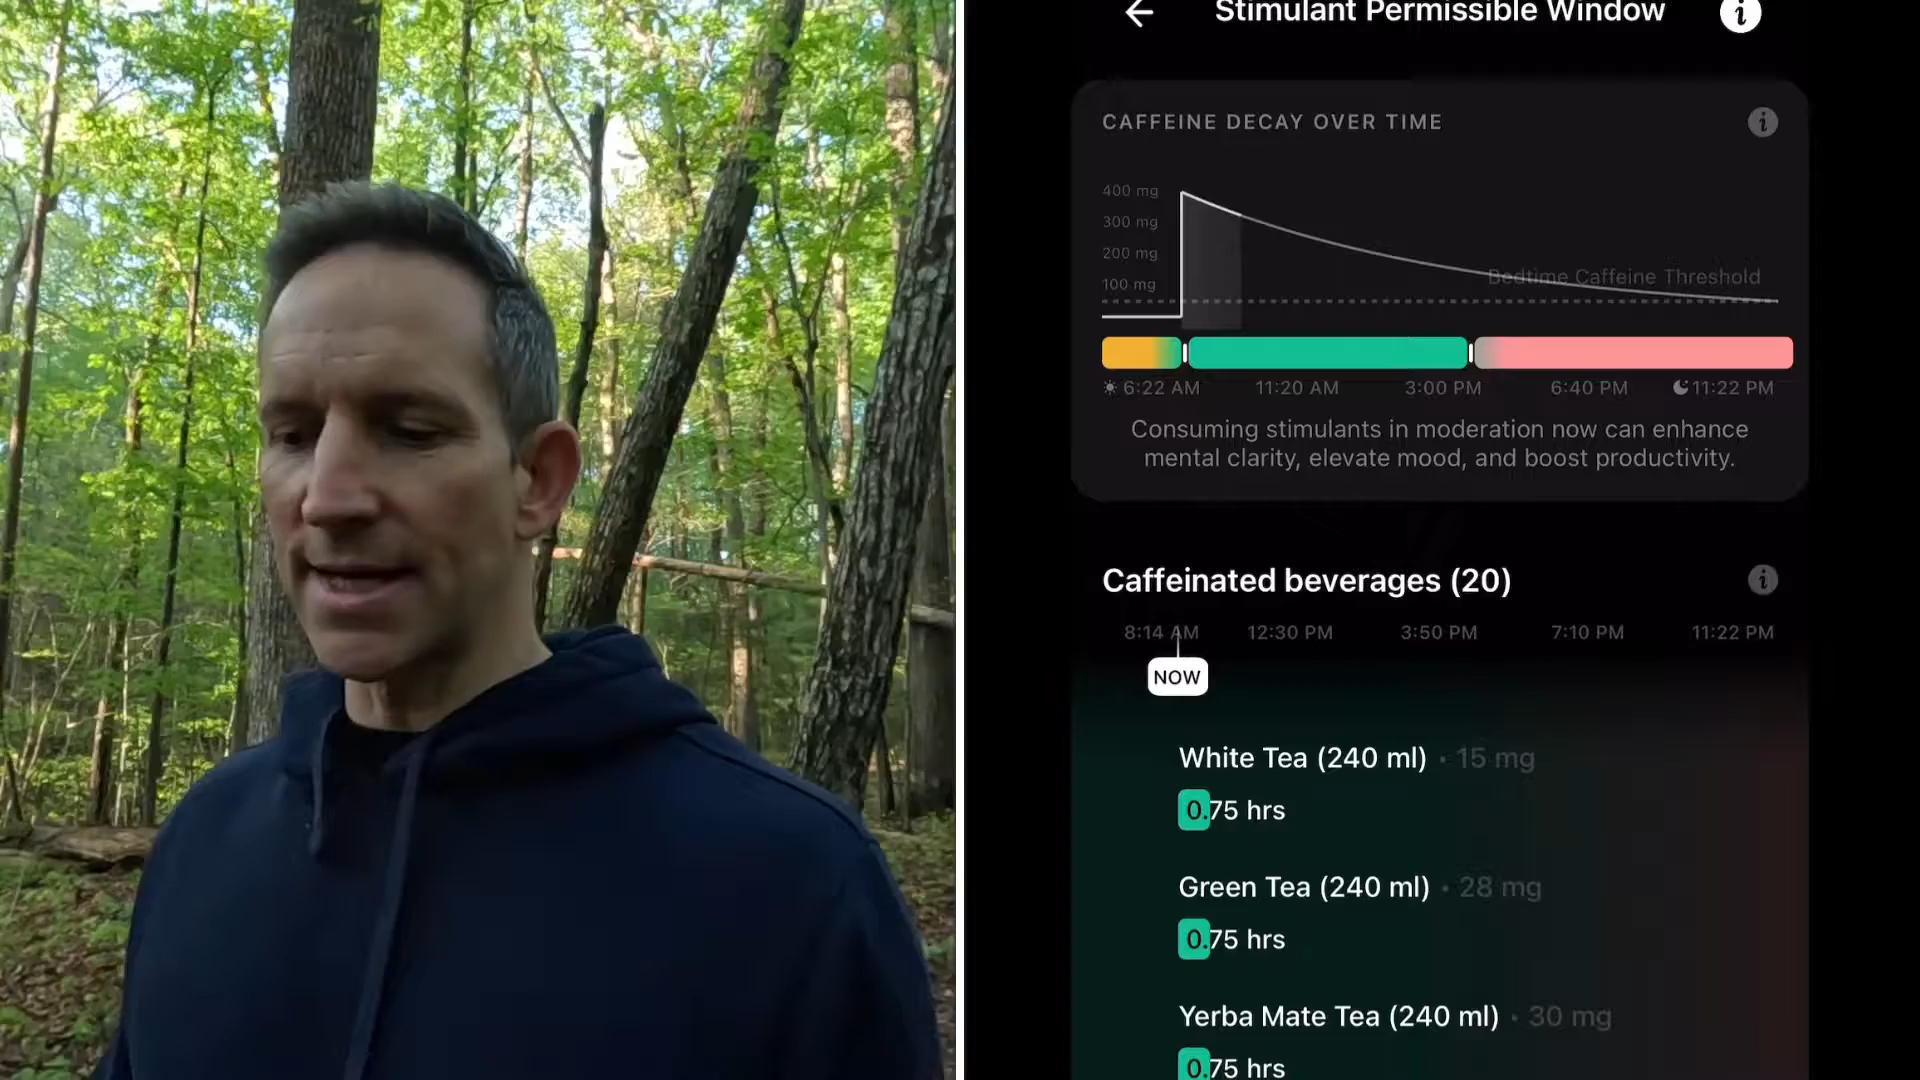 Stimulant Permissible Window
CAFFEINE DECAY OVER TIME
400 mg
300 mg
200 mg
100 mg
Bedtime Caffeine Threshold
6:22 AM 11:20 AM 3:00 PM 6:40 PM 11:22 PM
Consuming stimulants in moderation now can enhance
mental clarity, elevate mood, and boost productivity.
Caffeinated beverages (20)
8:14 AM 12:30 PM 3:50 PM 7:10 PM 11:22 PM
NOW
White Tea (240 ml) • 15 mg
0.75 hrs
Green Tea (240 ml) • 28 mg
0.75 hrs
Yerba Mate Tea (240 ml) • 30 mg
0.75 hrs